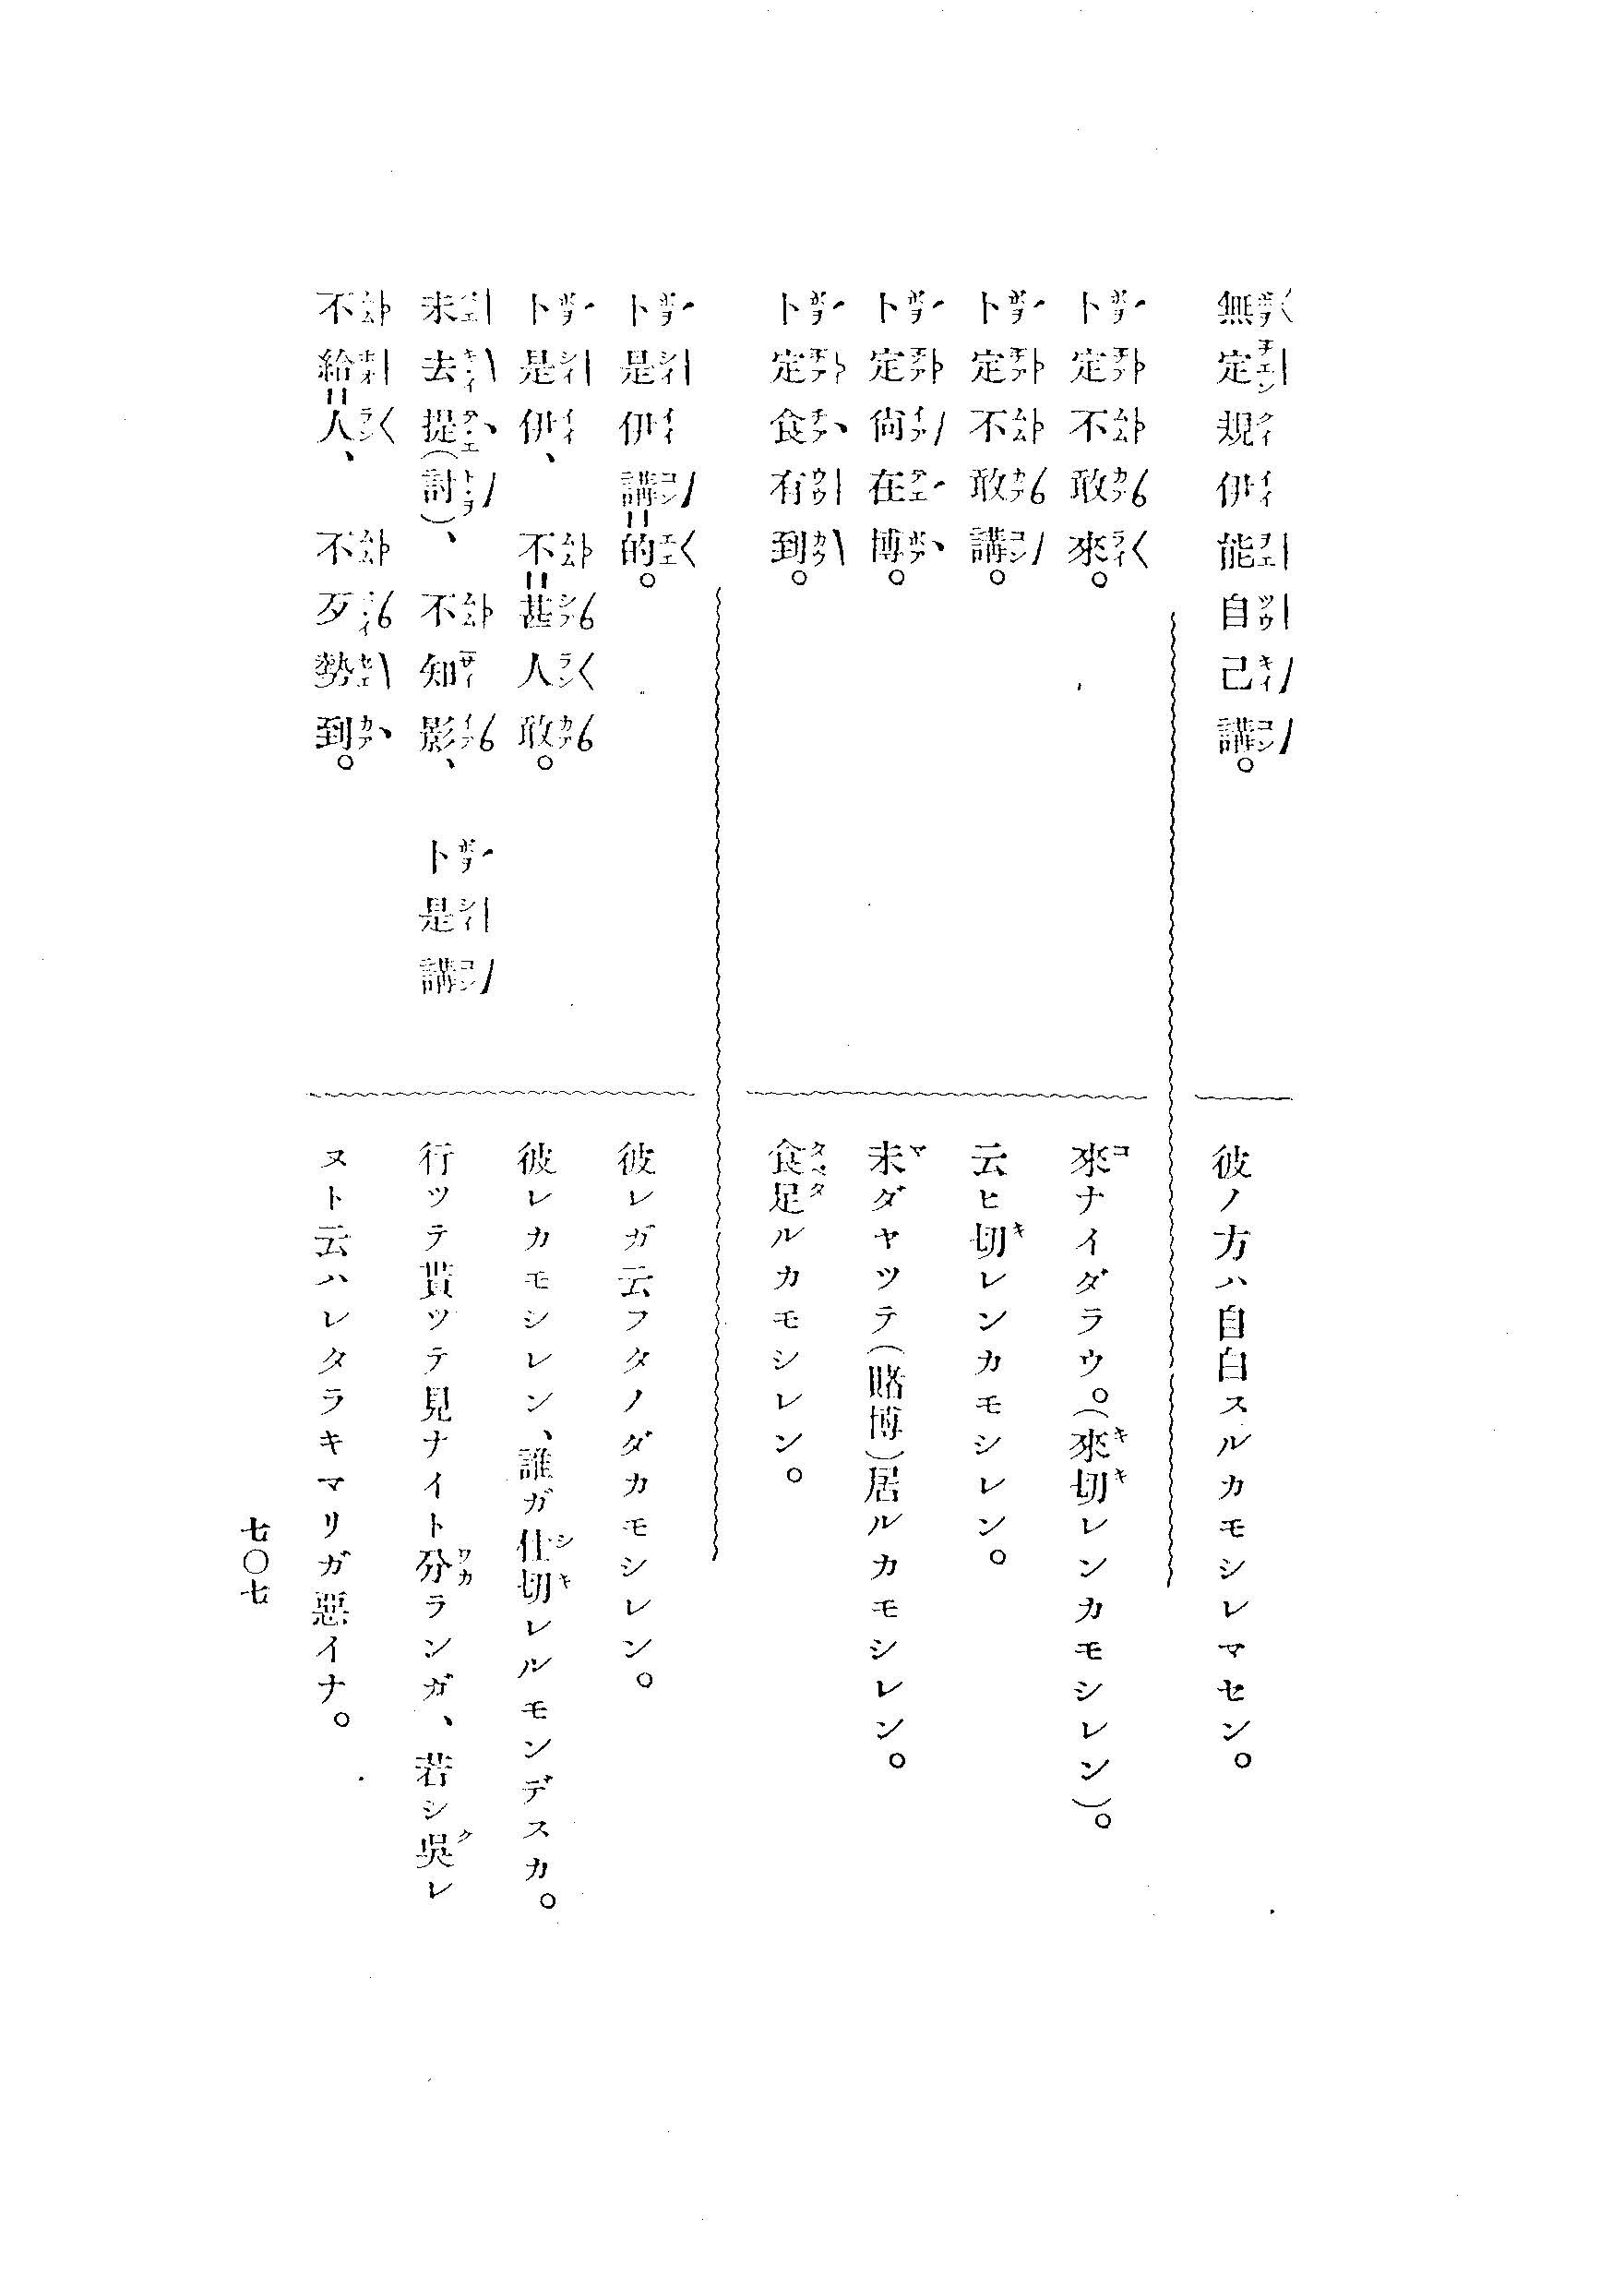 無定規伊能自己講。
彼ノ方ハ自白スルカモシレマセン。
卜定不敢來。
來ナイダラウ。(來切レンカモシレン)。
卜定不敢講。
云ヒ切レンカモシレン。
卜定尙在博。
未ダヤツテ(賭博)居ルカモシレン。
卜定食有到。
食足ルカモシレン。
卜是伊講=的。
彼レガ云フタノダカモシレン。
卜是伊、不=甚人敢。
彼レカモシレン、誰ガ仕切レルモンデスカ。
未去提(討)、不知影、卜是講
行ツテ貰ツテ見ナイト分ランガ、若シ吳レ
不給=人、不歹勢到。
ヌト云ハレタラキマリガ惡イナ。
七〇七